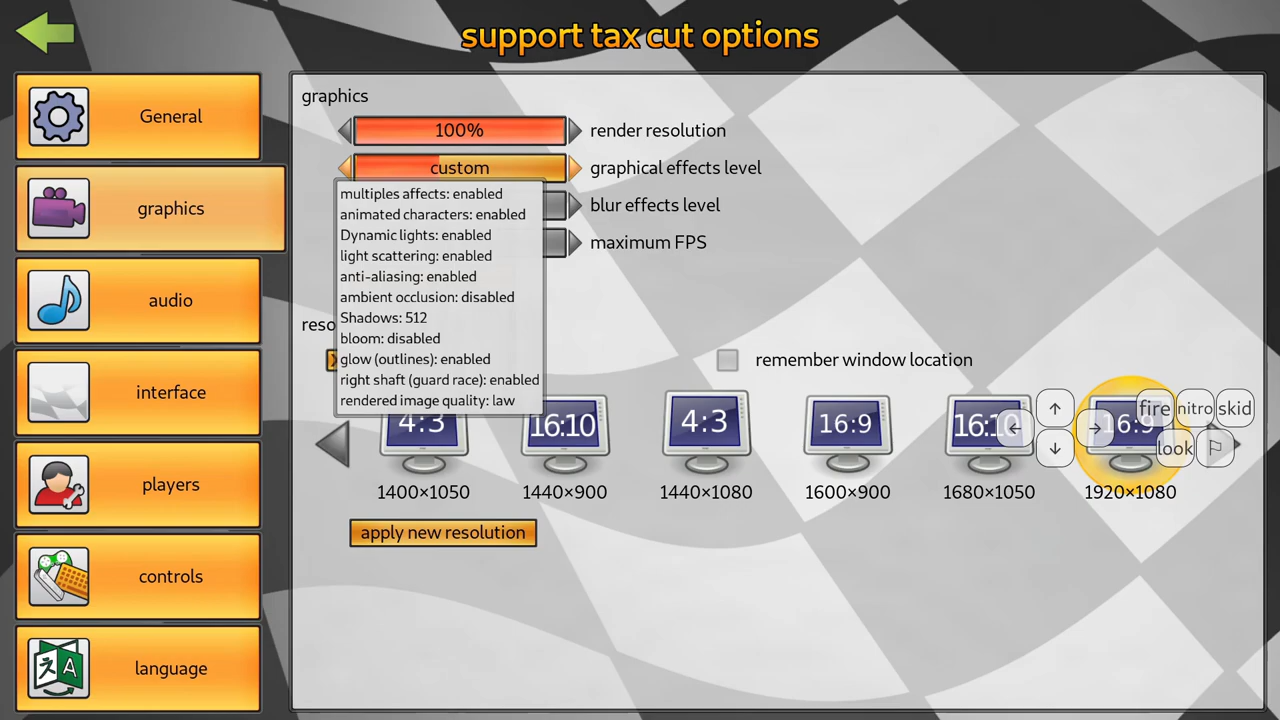 support tax cut options
General
graphics
audio
interface
players
controls
language
graphics
100% render resolution
custom graphical effects level
blur effects level
maximum FPS
multiples affects: enabled
animated characters: enabled
Dynamic lights: enabled
light scattering: enabled
anti-aliasing: enabled
ambient occlusion: disabled
Shadows: 512
bloom: disabled
glow (outlines): enabled
right shaft (guard race): enabled
rendered image quality: law
remember window location
4:3 16:10 4:3 16:9 16:10 16:9
fire nitro skid
look
1400×1050 1440×900 1440×1080 1600×900 1680×1050 1920×1080
apply new resolution